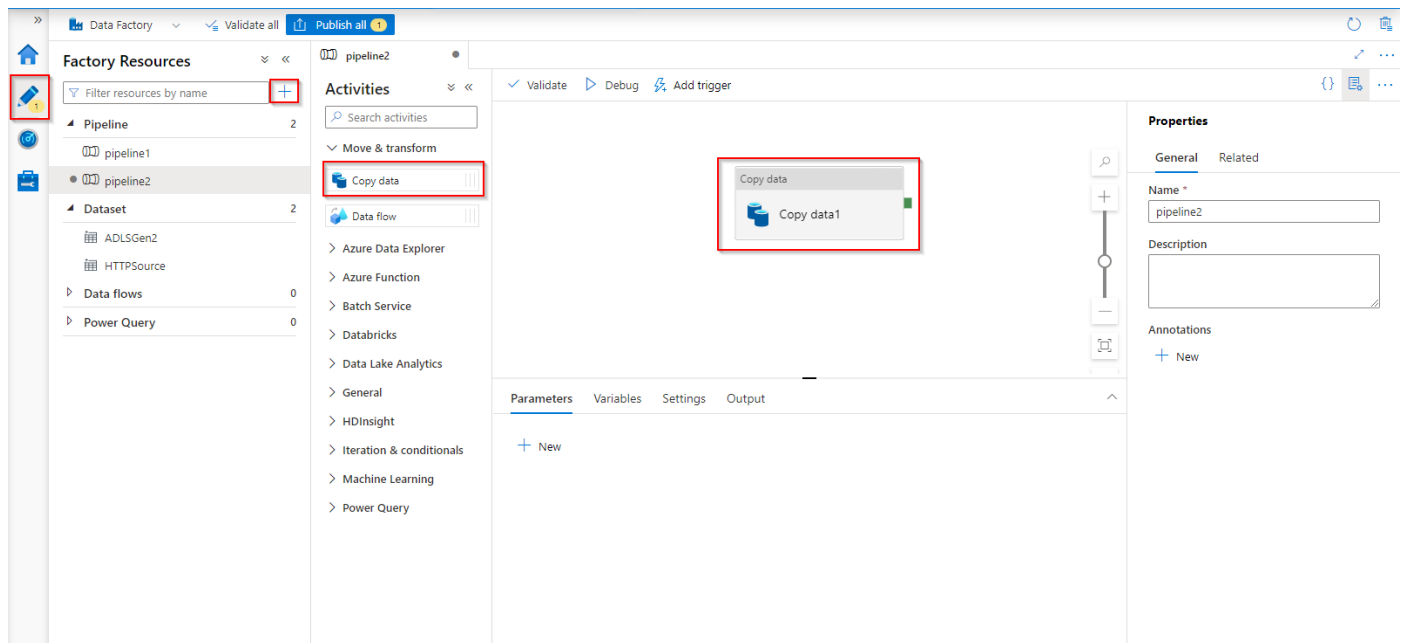 Data Factory
Validate all
Publish all 1
Factory Resources
Filter resources by name
1
Pipeline 2
pipeline1
pipeline2
Dataset 2
ADLSGen2
HTTPSource
Data flows 0
Power Query 0
pipeline2
Activities
Search activities
Move & transform
Copy data
Data flow
Azure Data Explorer
Azure Function
Batch Service
Databricks
Data Lake Analytics
General
HDInsight
Iteration & conditionals
Machine Learning
Power Query
Validate Debug Add trigger
Copy data
Copy data1
Parameters Variables Settings Output
New
Properties
General Related
Name *
pipeline2
Description
Annotations
New